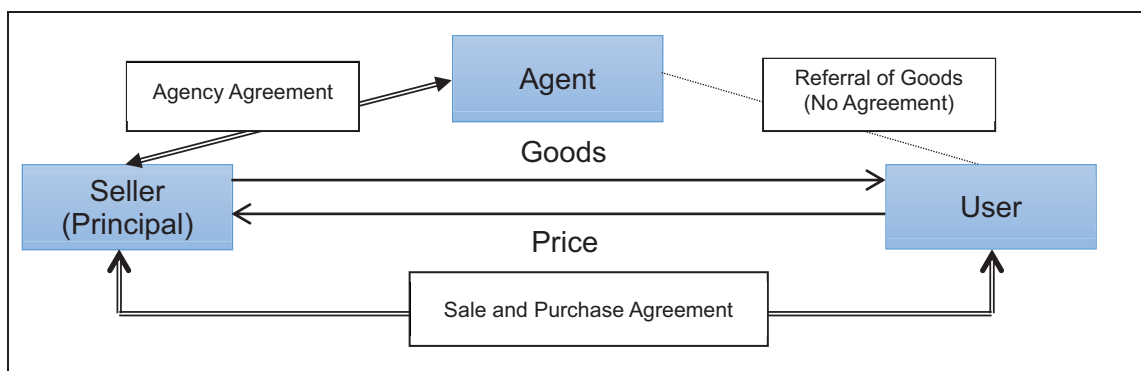 Agency Agreement
Agent
Referral of Goods
(No Agreement)
Goods
Seller
(Principal)
User
Price
Sale and Purchase Agreement